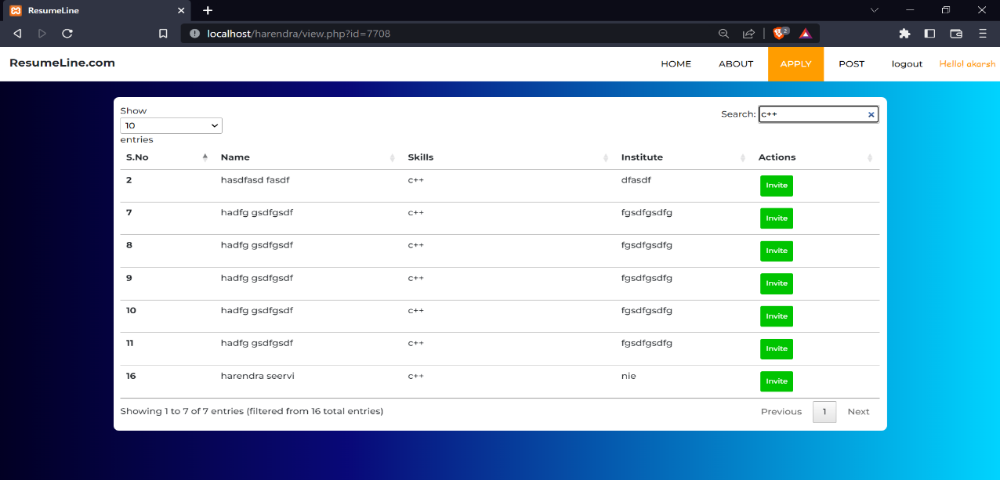 ResumeLine
localhost/harendra/view.php?id=7708
2
ResumeLine.com HOME ABOUT APPLY POST logout Hello! akarsh
Show
10
entries
Search: c++
S.No Name Skills Institute Actions
2 hasdfasd fasdf c++ dfasdf Invite
7 hadfg gsdfgsdf c++ fgsdfgsdfg Invite
8 hadfg gsdfgsdf c++ fgsdfgsdfg Invite
9 hadfg gsdfgsdf c++ fgsdfgsdfg Invite
10 hadfg gsdfgsdf c++ fgsdfgsdfg Invite
11 hadfg gsdfgsdf c++ fgsdfgsdfg Invite
16 harendra seervi c++ nie Invite
Showing 1 to 7 of 7 entries (filtered from 16 total entries) Previous 1 Next